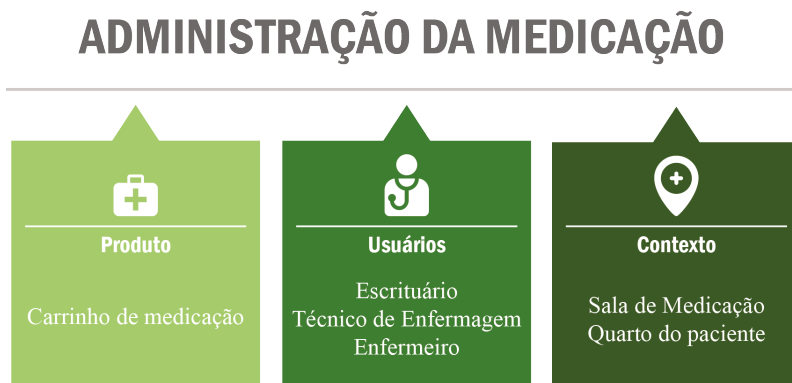 ADMINISTRAÇÃO DA MEDICAÇÃO
Produto
Carrinho de medicação
Usuários
Escrituário
Técnico de Enfermagem
Enfermeiro
Contexto
Sala de Medicação
Quarto do paciente